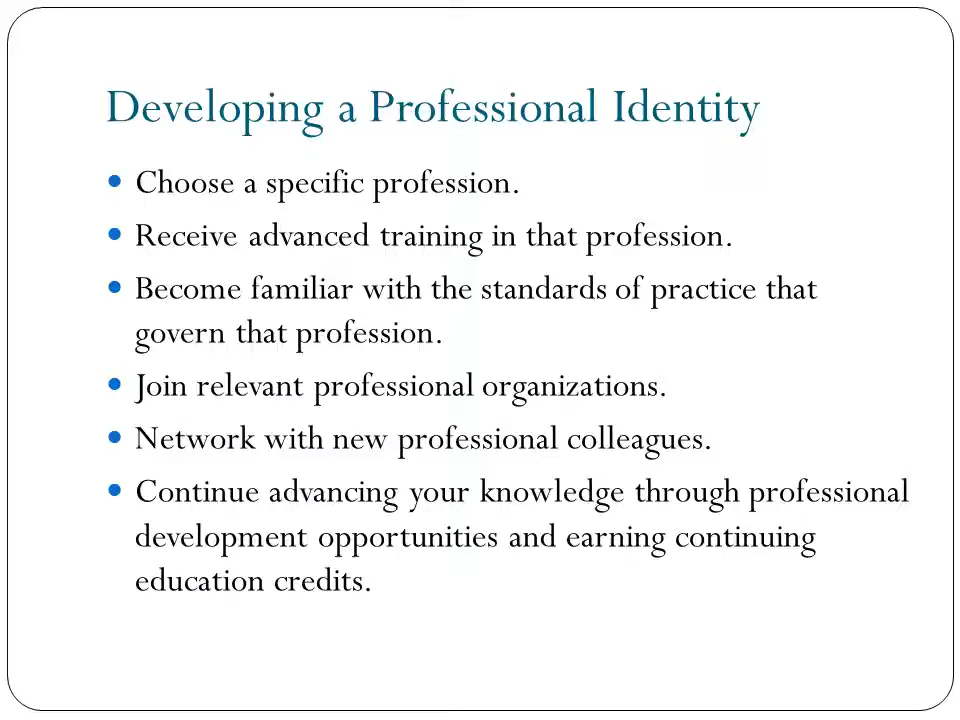 Developing a Professional Identity
• Choose a specific profession.
• Receive advanced training in that profession.
• Become familiar with the standards of practice that
govern that profession.
• Join relevant professional organizations.
• Network with new professional colleagues.
• Continue advancing your knowledge through professional
development opportunities and earning continuing
education credits.